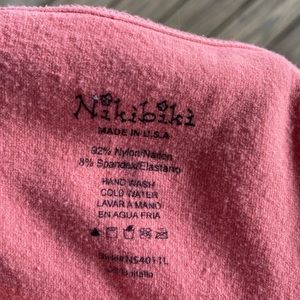 Nikibiki
MADE IN U.S.A
92% Nylon/Nailon
8% Spandex/Elastano
HAND WASH
COLD WATER
LAVAR A MANO
EN AGUA FRIA